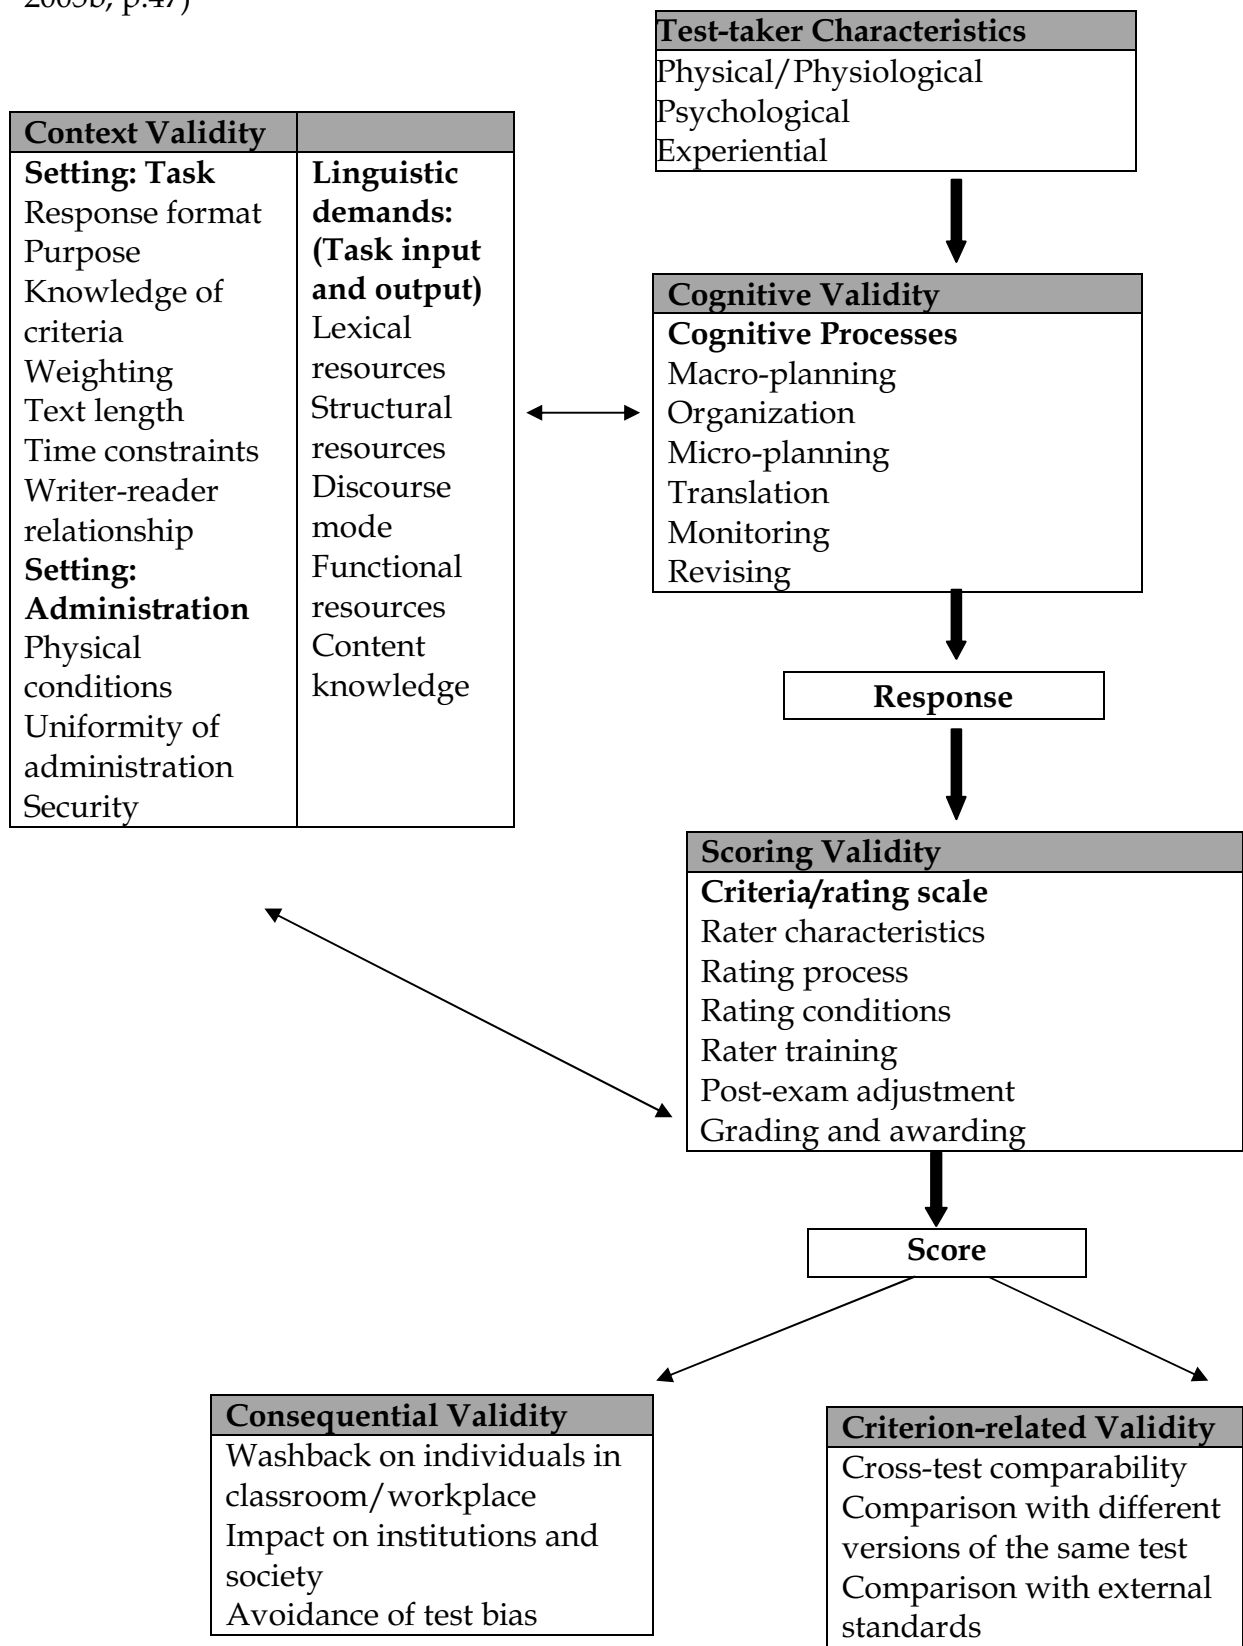 2005b, p.47)
Test-taker Characteristics
Physical/Physiological
Psychological
Experiential
Context Validity
Setting: Task
Response format
Purpose
Knowledge of
criteria
Weighting
Text length
Time constraints
Writer-reader
relationship
Setting:
Administration
Physical
conditions
Uniformity of
administration
Security
Linguistic
demands:
(Task input
and output)
Lexical
resources
Structural
resources
Discourse
mode
Functional
resources
Content
knowledge
Cognitive Validity
Cognitive Processes
Macro-planning
Organization
Micro-planning
Translation
Monitoring
Revising
Response
Scoring Validity
Criteria/rating scale
Rater characteristics
Rating process
Rating conditions
Rater training
Post-exam adjustment
Grading and awarding
Score
Consequential Validity
Washback on individuals in
classroom/workplace
Impact on institutions and
society
Avoidance of test bias
Criterion-related Validity
Cross-test comparability
Comparison with different
versions of the same test
Comparison with external
standards